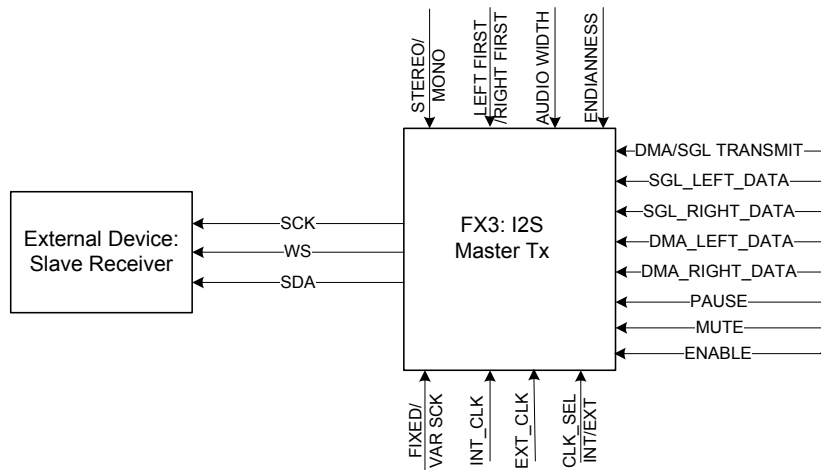 STEREO/
MONO
LEFT FIRST
/RIGHT FIRST
AUDIO WIDTH
ENDIANNESS
DMA/SGL TRANSMIT
SGL_LEFT_DATA
SGL_RIGHT_DATA
DMA_LEFT_DATA
DMA_RIGHT_DATA
PAUSE
MUTE
ENABLE
FX3: I2S
Master Tx
SCK
WS
SDA
External Device:
Slave Receiver
FIXED/
VAR SCK
INT_CLK
EXT_CLK
CLK_SEL
INT/EXT